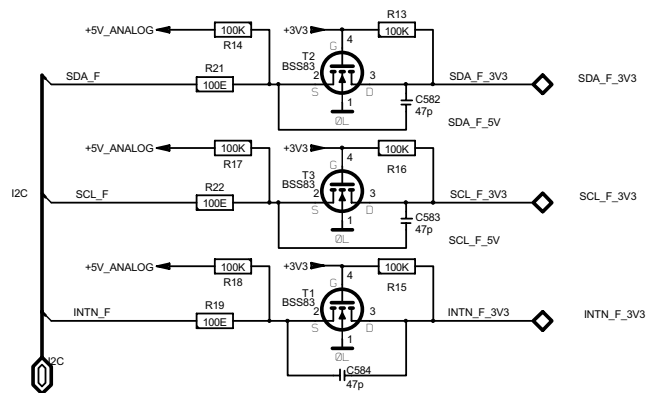 +5V_ANALOG
100K
R14
+3V3
R13
100K
4
G
T2
BSS83
R21
SDA_F
100E
2
3
S
D
1
ØL
SDA_F_3V3
SDA_F_3V3
C582
47p
SDA_F_5V
+5V_ANALOG
100K
R17
+3V3
100K
R16
4
G
T3
BSS83
I2C
R22
SCL_F
100E
2
3
S
D
1
ØL
SCL_F_3V3
SCL_F_3V3
C583
47p
SCL_F_5V
+5V_ANALOG
100K
R18
+3V3
100K
R15
4
G
T1
BSS83
R19
INTN_F
100E
2
3
S
D
1
ØL
INTN_F_3V3
INTN_F_3V3
I2C
C584
47p